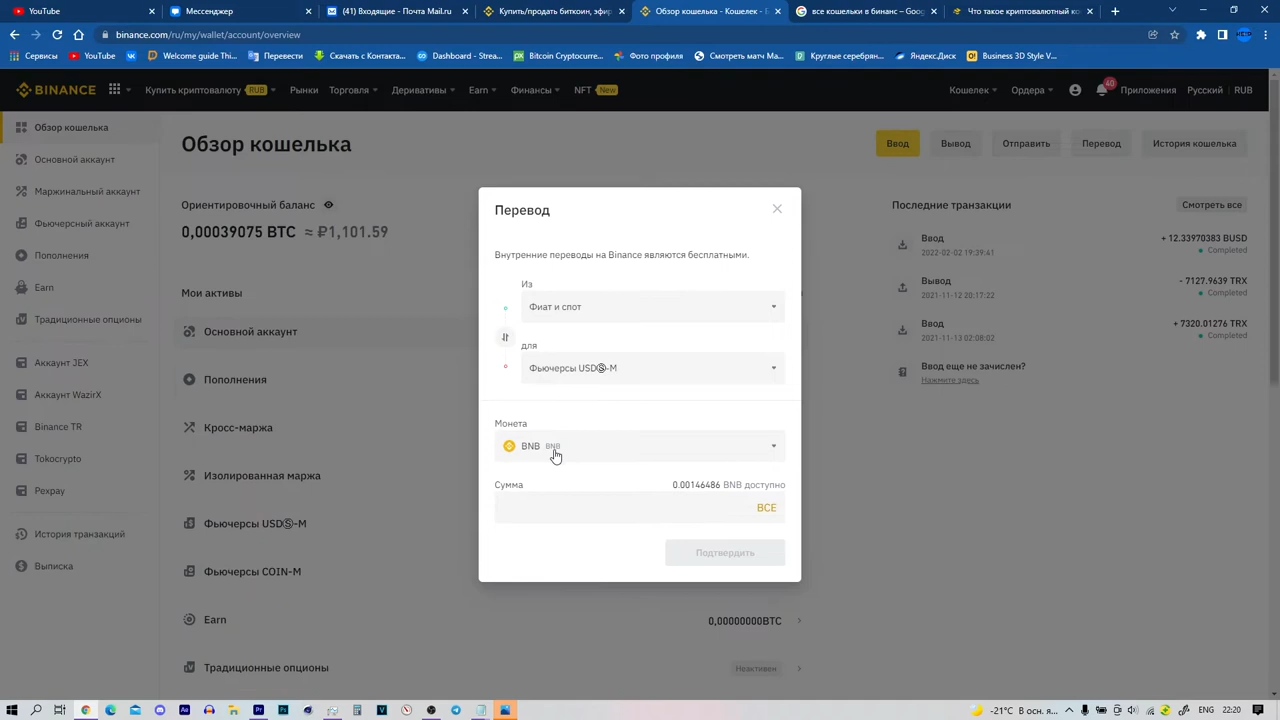 YouTube
Мессенджер
(41) Входящие - Почта Mail.ru
Купить/продать биткоин, эфир
Обзор кошелька - Кошелек - Bi
все кошельки в binance - Goog
Что такое криптовалютный ко
binance.com/ru/my/wallet/account/overview
Сервисы
YouTube
Welcome guide Thi...
Перевести
Скачать с Контакт...
Dashboard - Stream...
Bitcoin Cryptocurre...
Фото профиля
Круглые серебрян...
Яндекс.Диск
Business 3D Style V...
BINANCE
Купить криптовалюту RUB
Рынки
Торговля
Деривативы
Earn
Финансы
NFT New
Кошелек
Ордера
40
Приложения
Русский
RUB
Обзор кошелька
Основной аккаунт
Маржинальный аккаунт
Фьючерсный аккаунт
Пополнения
Earn
Традиционные опционы
Аккаунт JEX
Аккаунт WazirX
Binance TR
Tokocrypto
Pexpay
История транзакций
Выписка
Обзор кошелька
Ввод
Вывод
Отправить
Перевод
История кошелька
Ориентировочный баланс
0,00039075 BTC ≈ ₽1,101.59
Мои активы
Основной аккаунт
Пополнения
Кросс-маржа
Изолированная маржа
Фьючерсы USDⓈ-M
Фьючерсы COIN-M
Earn
0,00000000BTC
Традиционные опционы
Неактивен
Перевод
Внутренние переводы на Binance являются бесплатными.
Из
Фиат и спот
для
Фьючерсы USDⓈ-M
Монета
BNB BNB
Сумма
0.00146486 BNB доступно
ВСЕ
Подтвердить
Последние транзакции
Смотреть все
Ввод
+ 12.33970383 BUSD
2022-02-02 19:39:41
Completed
Вывод
- 7127.9639 TRX
2021-11-12 20:17:22
Completed
Ввод
+ 7320.01276 TRX
2021-11-13 02:08:02
Completed
Ввод еще не зачислен?
Нажмите здесь
-21°C В осн. я...
ENG
22:20